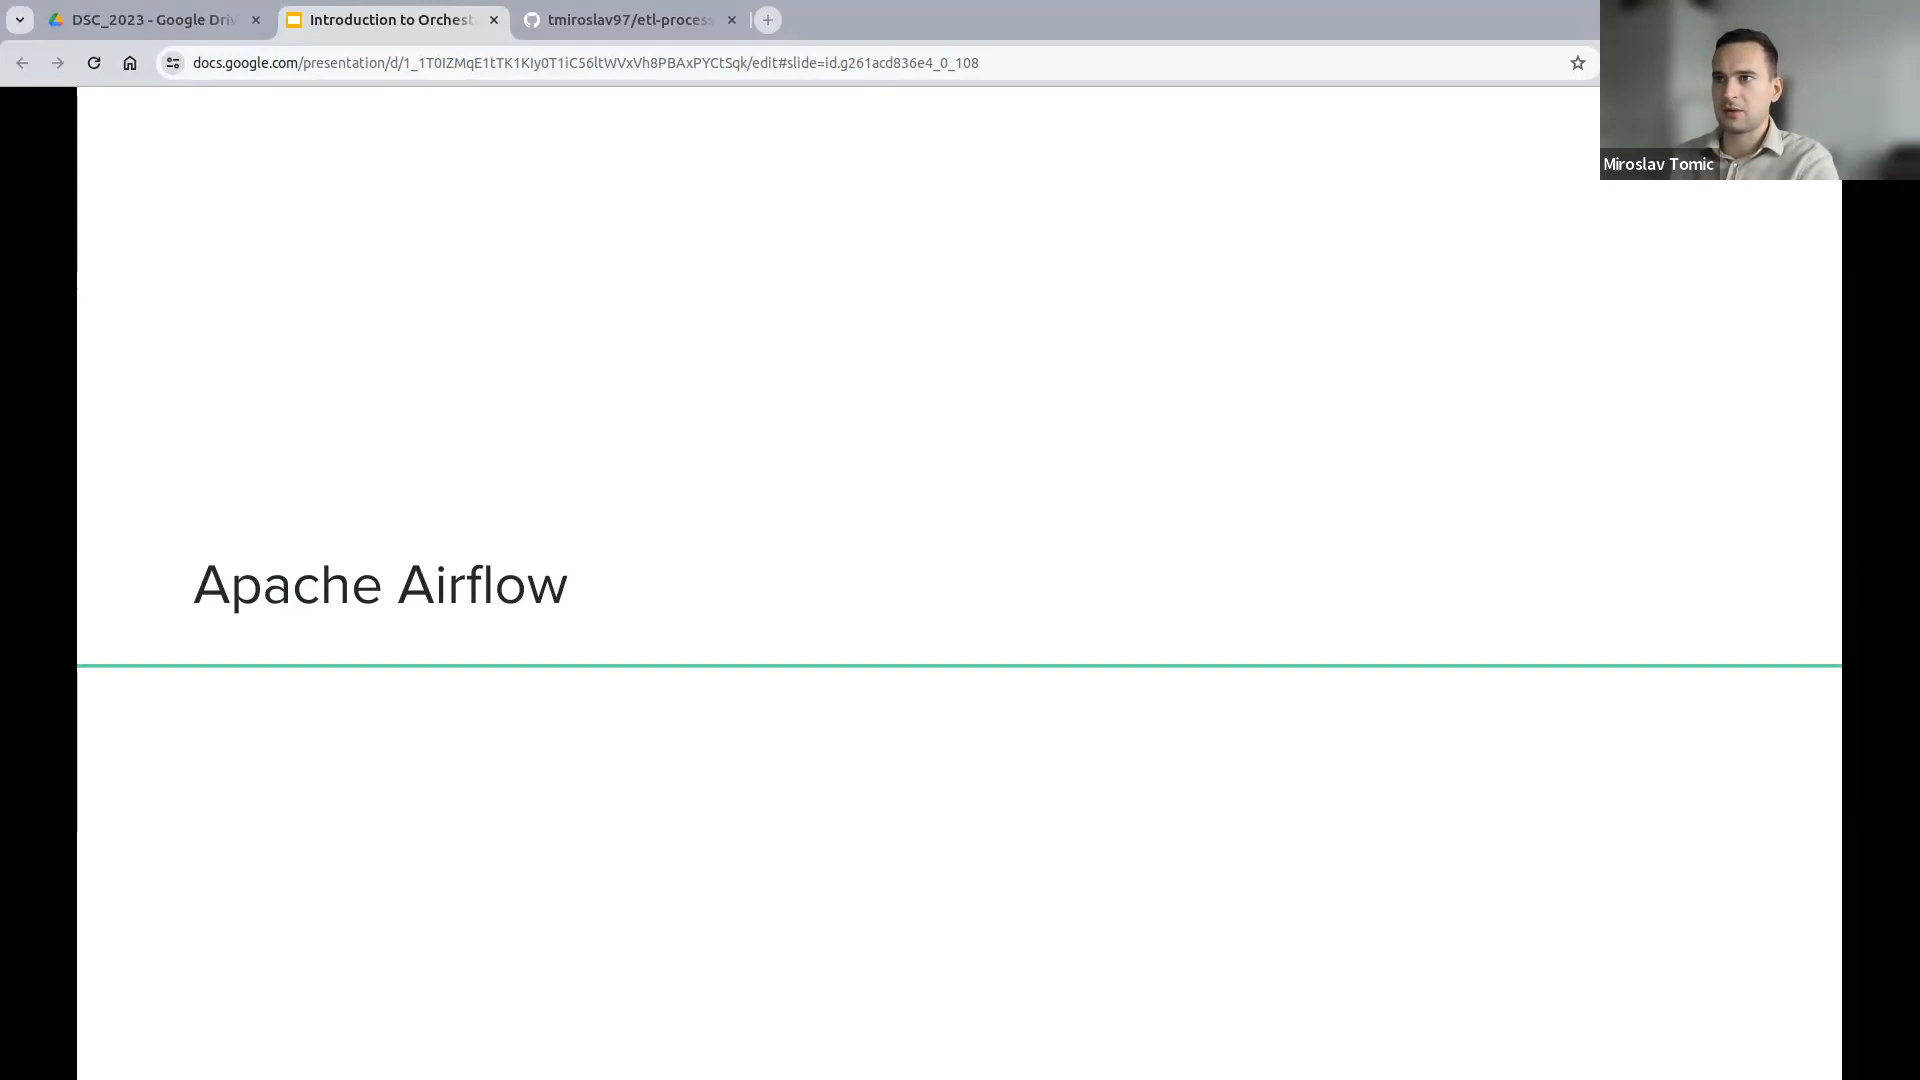 DSC_2023 - Google Driv
Introduction to Orchest
tmiroslav97/etl-process
docs.google.com/presentation/d/1_1T0IZMqE1tTK1KIy0T1iC56ltWVxVh8PBAxPYCtSqk/edit#slide=id.g261acd836e4_0_108
Miroslav Tomic
Apache Airflow